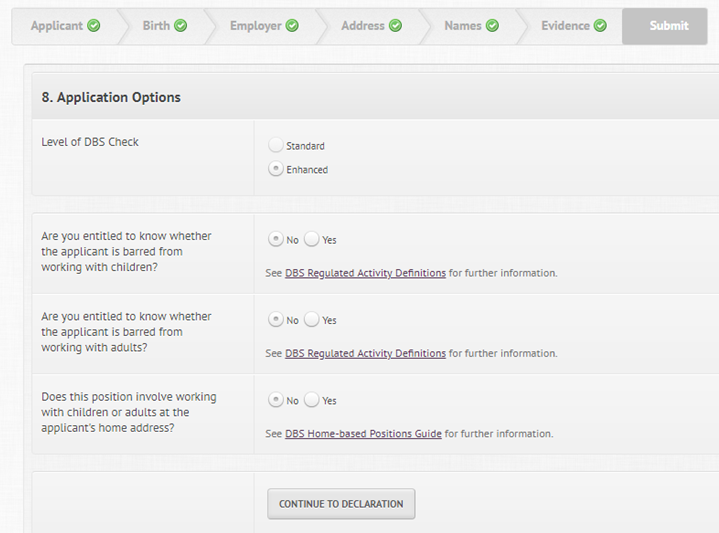 Applicant Birth Employer Address Names Evidence Submit
8. Application Options
Level of DBS Check
Standard
Enhanced
Are you entitled to know whether
the applicant is barred from
working with children?
No Yes
See DBS Regulated Activity Definitions for further information.
Are you entitled to know whether
the applicant is barred from
working with adults?
No Yes
See DBS Regulated Activity Definitions for further information.
Does this position involve working
with children or adults at the
applicant's home address?
No Yes
See DBS Home-based Positions Guide for further information.
CONTINUE TO DECLARATION